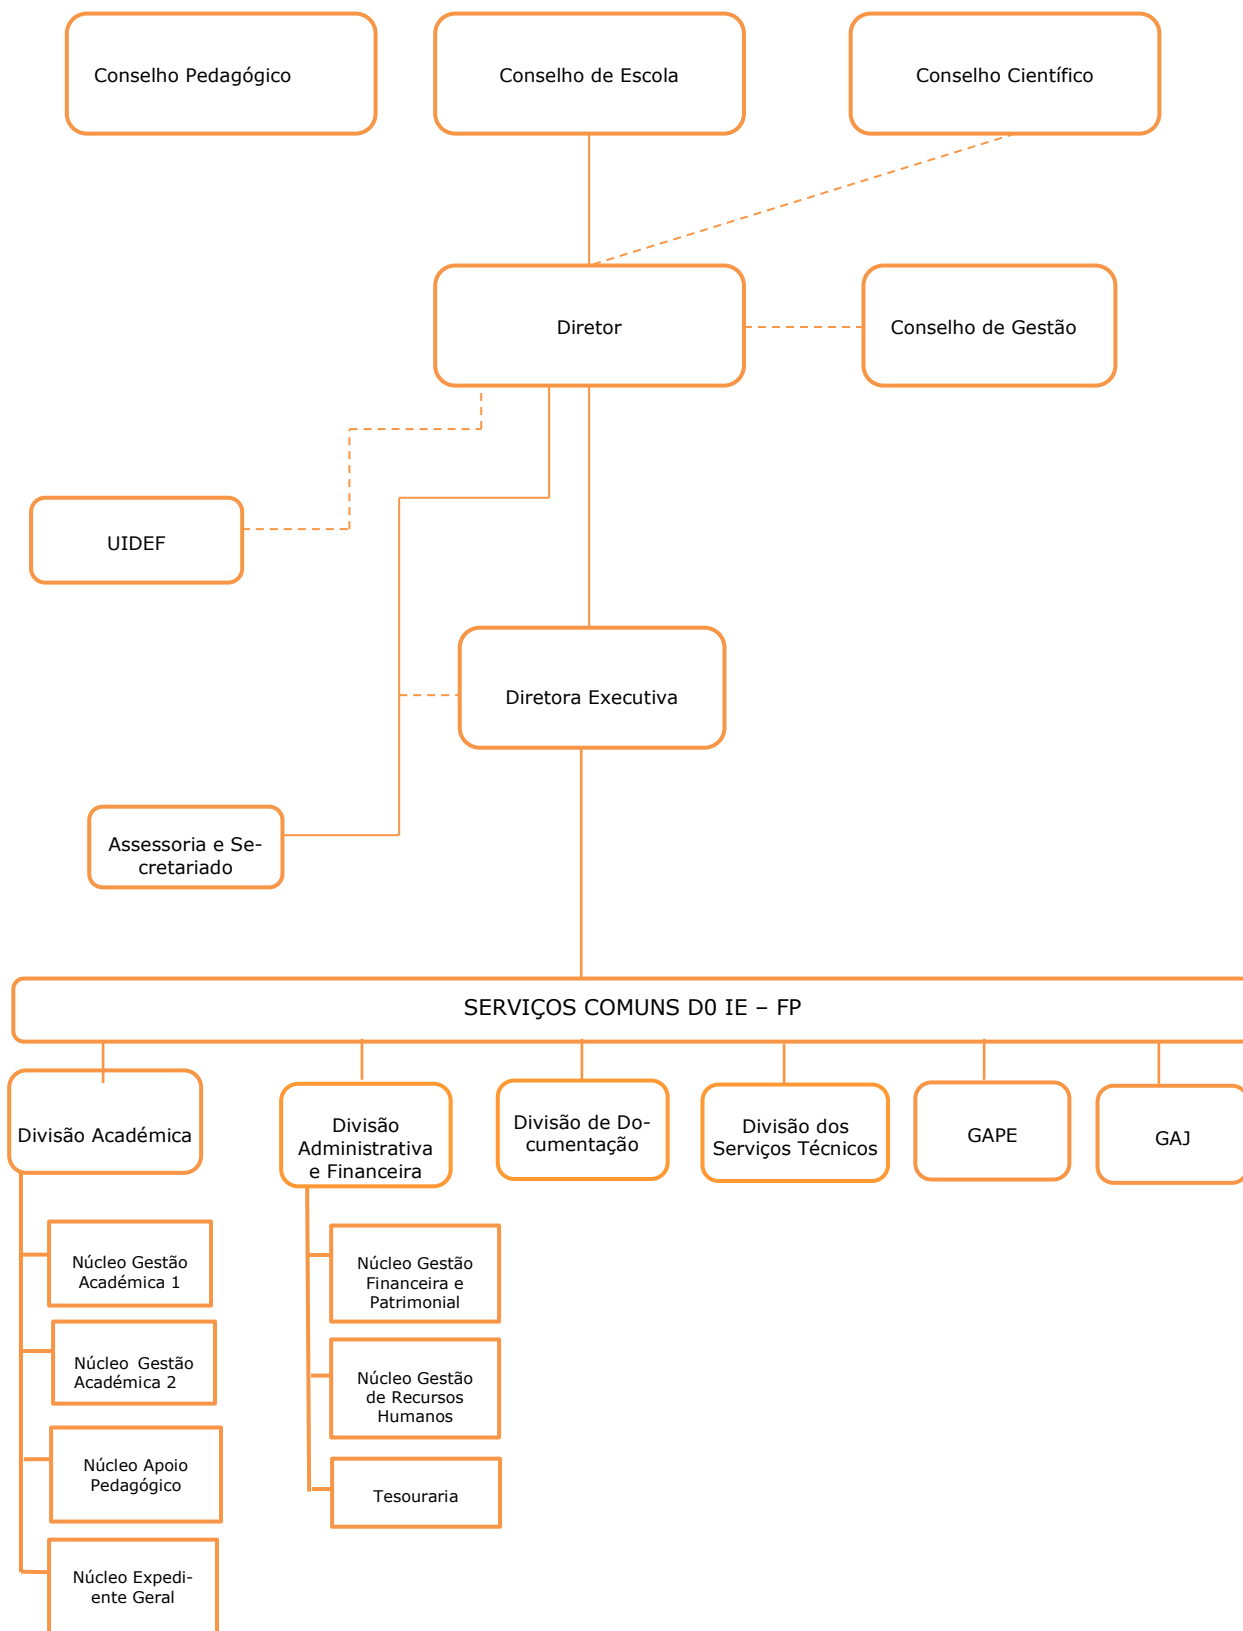 Conselho Pedagógico
Conselho de Escola
Conselho Científico
Diretor
Conselho de Gestão
UIDEF
Diretora Executiva
Assessoria e Se-
cretariado
SERVIÇOS COMUNS D0 IE – FP
Divisão Académica
Divisão
Administrativa
e Financeira
Divisão de Do-
cumentação
Divisão dos
Serviços Técnicos
GAPE
GAJ
Núcleo Gestão
Académica 1
Núcleo Gestão
Académica 2
Núcleo Apoio
Pedagógico
Núcleo Expedi-
ente Geral
Núcleo Gestão
Financeira e
Patrimonial
Núcleo Gestão
de Recursos
Humanos
Tesouraria